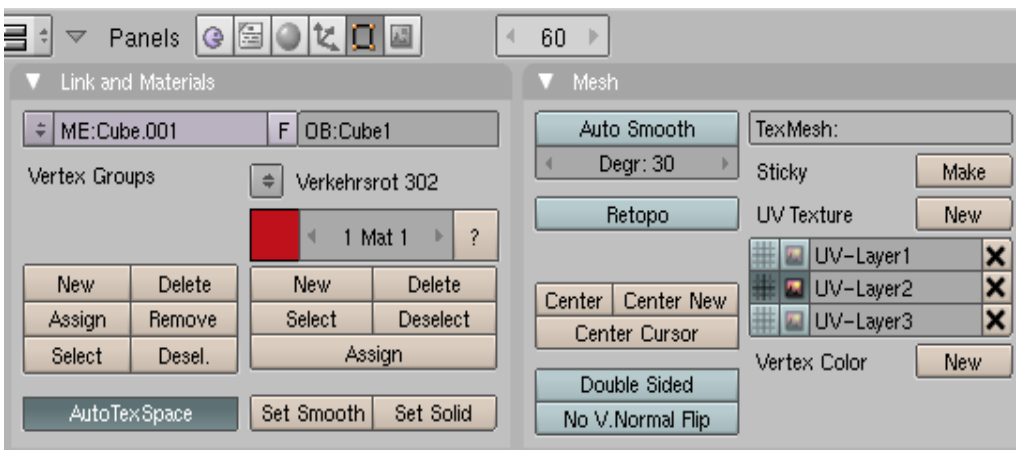 Panels 60
Link and Materials
ME:Cube.001 F OB:Cube1
Vertex Groups
Verkehrsrot 302
1 Mat 1 ?
New Delete
Assign Remove
Select Desel.
New Delete
Select Deselect
Assign
AutoTexSpace
Set Smooth Set Solid
Mesh
Auto Smooth
Degr: 30
Retopo
Center Center New
Center Cursor
Double Sided
No V.Normal Flip
TexMesh:
Sticky Make
UV Texture New
UV-Layer1
UV-Layer2
UV-Layer3
Vertex Color New